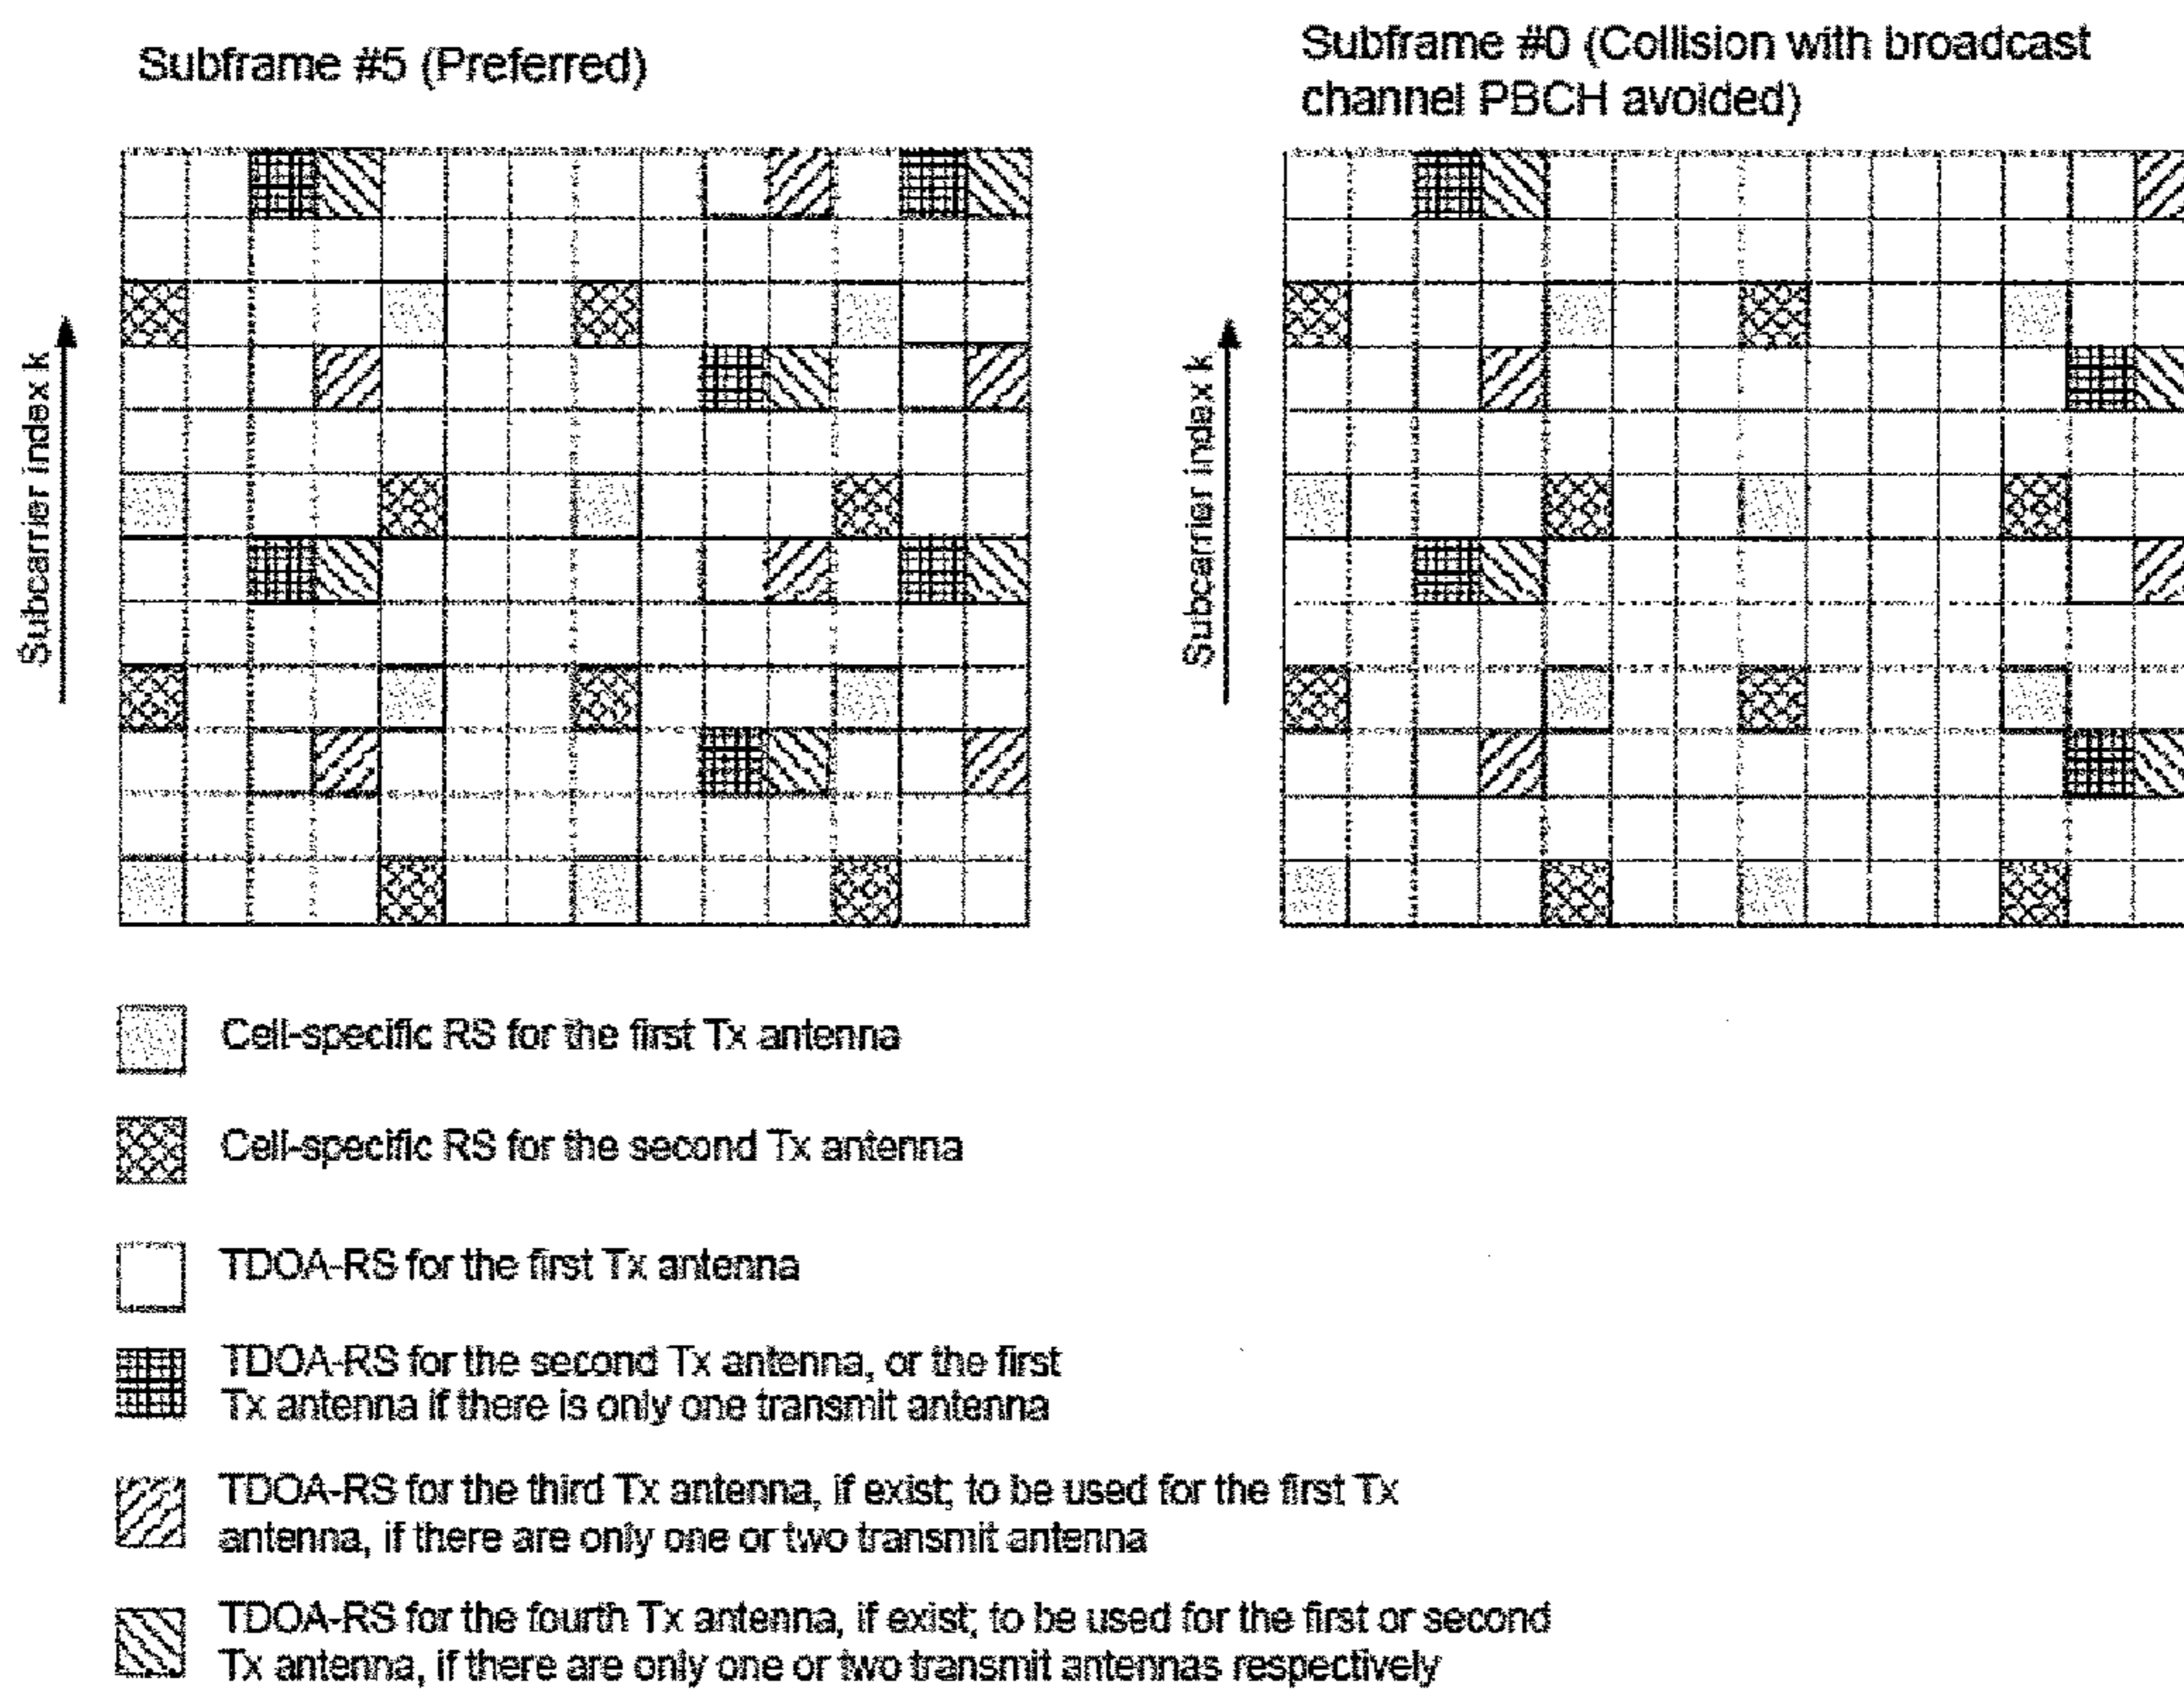 Subframe #5 (Preferred)
Subframe #0 (Collision with broadcast
channel PBCH avoided)
Subcarrier index k
Subcarrier index k
Cell-specific RS for the first Tx antenna
Cell-specific RS for the second Tx antenna
TDOA-RS for the first Tx antenna
TDOA-RS for the second Tx antenna, or the first
Tx antenna if there is only one transmit antenna
TDOA-RS for the third Tx antenna, if exist; to be used for the first Tx
antenna, if there are only one or two transmit antenna
TDOA-RS for the fourth Tx antenna, if exist; to be used for the first or second
Tx antenna, if there are only one or two transmit antennas respectively